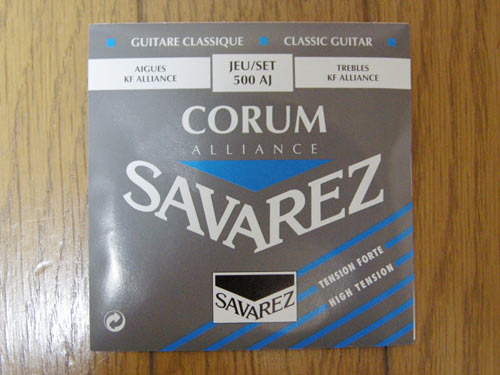 GUITARE CLASSIQUE • CLASSIC GUITAR
AIGUES
KF ALLIANCE
JEU/SET
500 AJ
TREBLES
KF ALLIANCE
CORUM
ALLIANCE
SAVAREZ
TENSION FORTE
HIGH TENSION
SAVAREZ